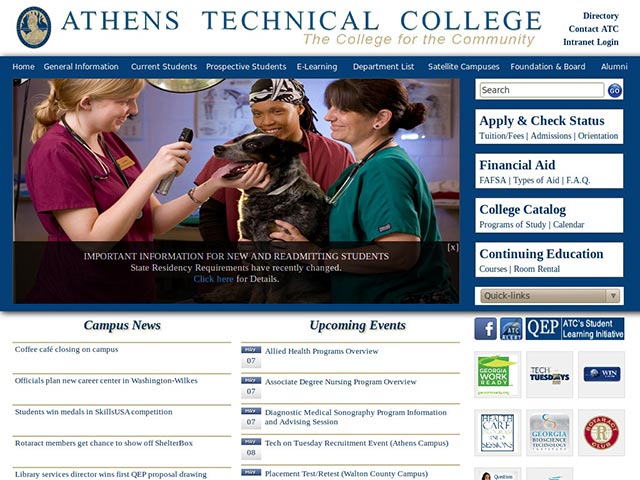 ATHENS TECHNICAL COLLEGE
The College for the Community
Directory
Contact ATC
Intranet Login
Home General Information Current Students Prospective Students E-Learning Department List Satellite Campuses Foundation & Board Alumni
Search GO
Apply & Check Status
Tuition/Fees | Admissions | Orientation
Financial Aid
FAFSA | Types of Aid | F.A.Q.
College Catalog
Programs of Study | Calendar
Continuing Education
Courses | Room Rental
Quick-links
[x]
IMPORTANT INFORMATION FOR NEW AND READMITTING STUDENTS
State Residency Requirements have recently changed.
Click here for Details.
Campus News
Coffee café closing on campus
Officials plan new career center in Washington-Wilkes
Students win medals in SkillsUSA competition
Rotaract members get chance to show off ShelterBox
Library services director wins first QEP proposal drawing
Upcoming Events
MAY
07
Allied Health Programs Overview
MAY
07
Associate Degree Nursing Program Overview
MAY
07
Diagnostic Medical Sonography Program Information
and Advising Session
MAY
08
Tech on Tuesday Recruitment Event (Athens Campus)
MAY
Placement Test/Retest (Walton County Campus)
f
ATC
ALERT
QEP ATC's Student
Learning Initiative
GEORGIA
WORK
READY
TECH
TUESDAYS
WIN
HEALTH
CARE
PROGRAM
INFO
SESSIONS
GEORGIA
BIOSCIENCE
TECHNOLOGY
INSTITUTE
ROTARACT
CLUB
Question